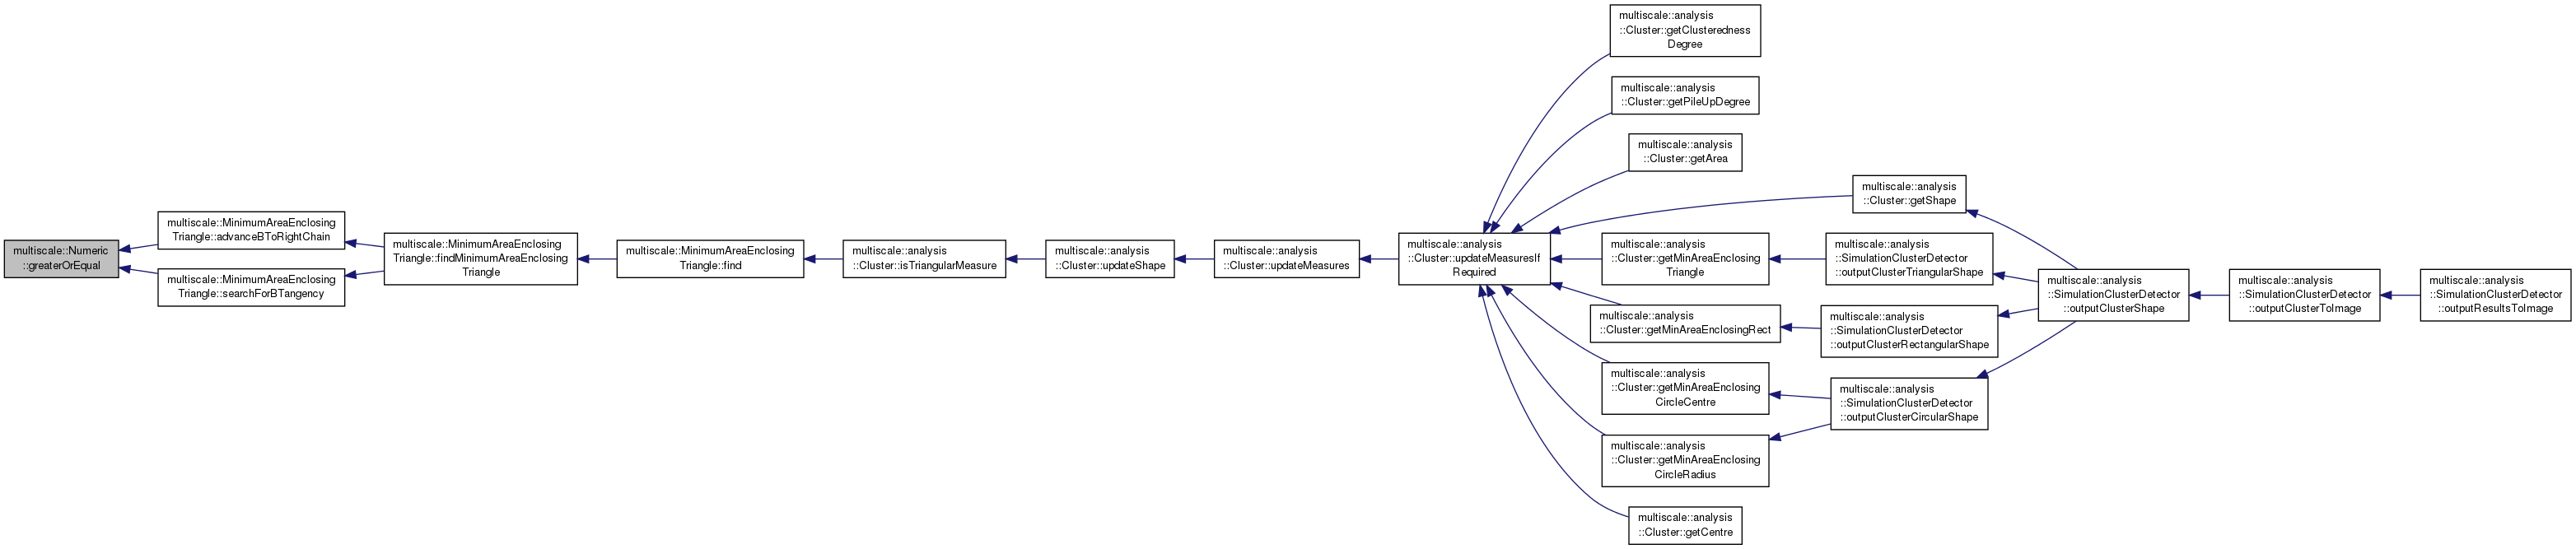 multiscale::Numeric
::greaterOrEqual
multiscale::MinimumAreaEnclosing
Triangle::advanceBToRightChain
multiscale::MinimumAreaEnclosing
Triangle::searchForBTangency
multiscale::MinimumAreaEnclosing
Triangle::findMinimumAreaEnclosing
Triangle
multiscale::MinimumAreaEnclosing
Triangle::find
multiscale::analysis
::Cluster::isTriangularMeasure
multiscale::analysis
::Cluster::updateShape
multiscale::analysis
::Cluster::updateMeasures
multiscale::analysis
::Cluster::updateMeasuresIf
Required
multiscale::analysis
::Cluster::getClusteredness
Degree
multiscale::analysis
::Cluster::getPileUpDegree
multiscale::analysis
::Cluster::getArea
multiscale::analysis
::Cluster::getShape
multiscale::analysis
::Cluster::getMinAreaEnclosing
Triangle
multiscale::analysis
::SimulationClusterDetector
::outputClusterTriangularShape
multiscale::analysis
::Cluster::getMinAreaEnclosingRect
multiscale::analysis
::SimulationClusterDetector
::outputClusterRectangularShape
multiscale::analysis
::Cluster::getMinAreaEnclosing
CircleCentre
multiscale::analysis
::SimulationClusterDetector
::outputClusterCircularShape
multiscale::analysis
::Cluster::getMinAreaEnclosing
CircleRadius
multiscale::analysis
::Cluster::getCentre
multiscale::analysis
::SimulationClusterDetector
::outputClusterShape
multiscale::analysis
::SimulationClusterDetector
::outputClusterToImage
multiscale::analysis
::SimulationClusterDetector
::outputResultsToImage